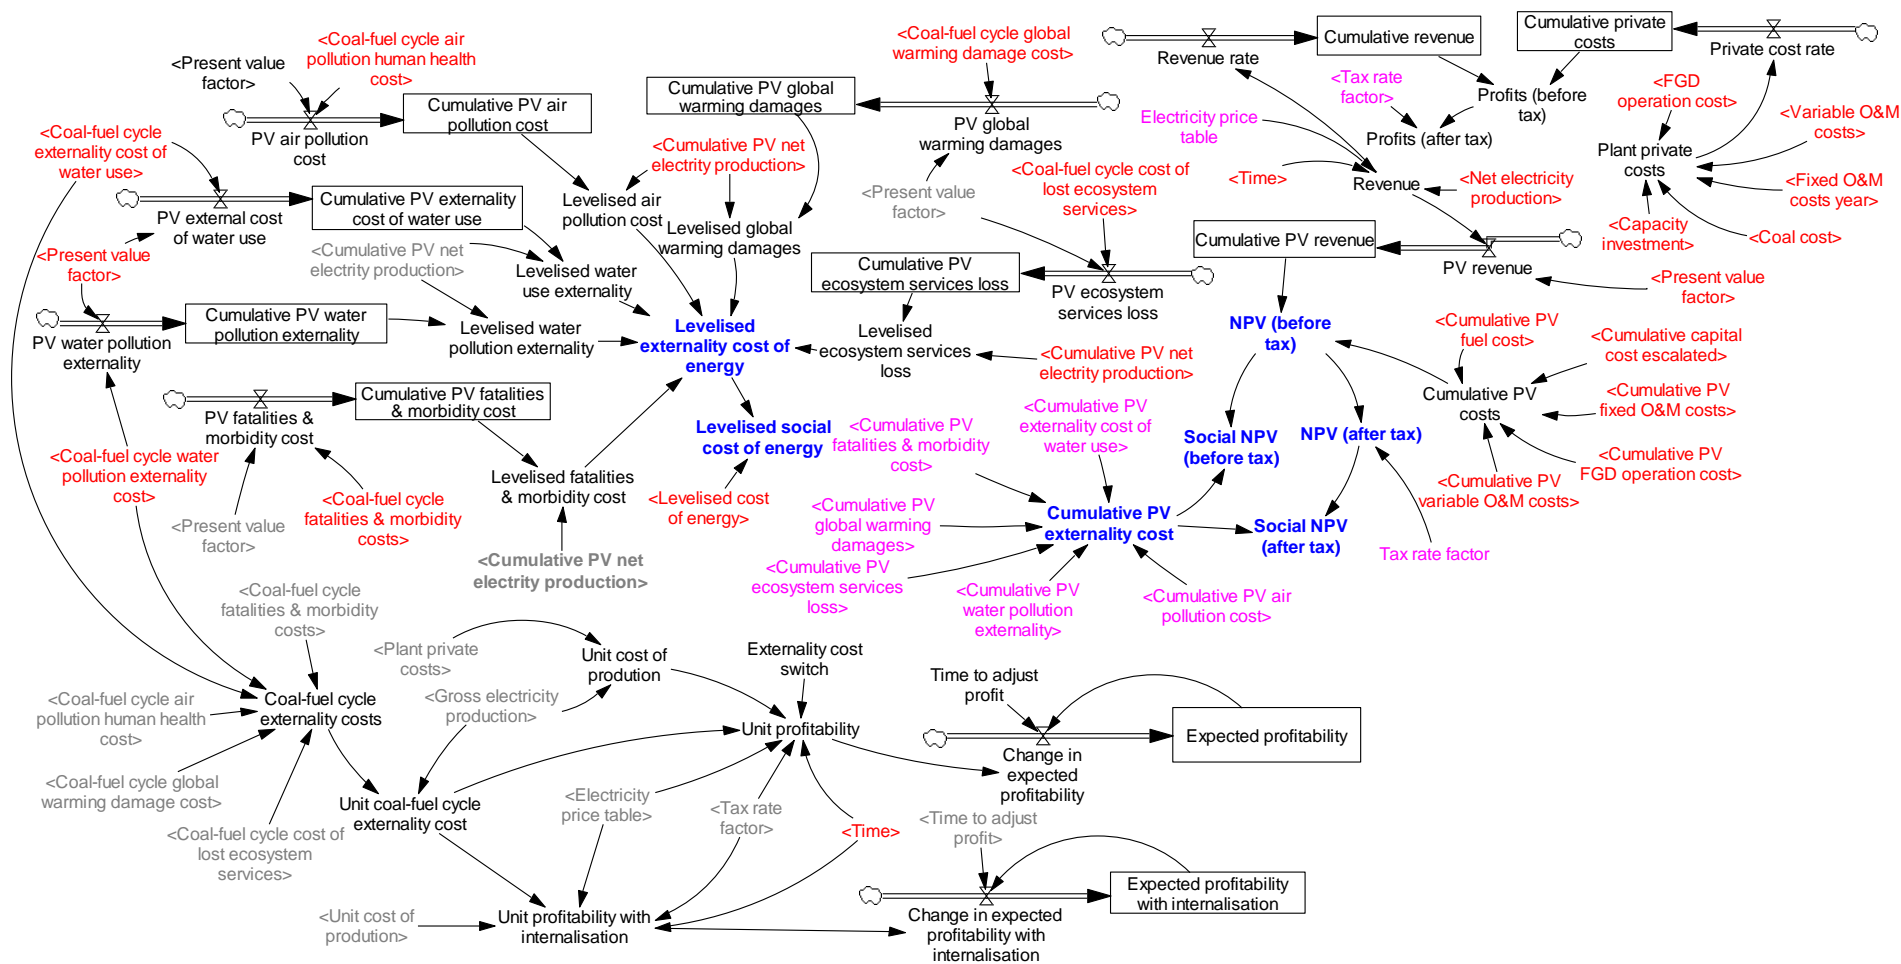 <Coal-fuel cycle air
pollution human health
cost>
<Present value
factor>
PV air pollution
cost
Cumulative PV air
pollution cost
<Coal-fuel cycle
externality cost of
water use>
PV external cost
of water use
Cumulative PV externality
cost of water use
<Present value
factor>
<Cumulative PV net
electrity production>
Levelised water
use externality
PV water pollution
externality
Cumulative PV water
pollution externality
Levelised water
pollution externality
Levelised air
pollution cost
<Cumulative PV net
electrity production>
Levelised global
warming damages
Cumulative PV global
warming damages
<Coal-fuel cycle global
warming damage cost>
PV global
warming damages
<Present value
factor>
<Coal-fuel cycle cost of
lost ecosystem
services>
Cumulative PV
ecosystem services loss
PV ecosystem
services loss
Levelised
ecosystem services
loss
<Cumulative PV net
electrity production>
Levelised
externality cost of
energy
Levelised social
cost of energy
<Levelised cost
of energy>
PV fatalities &
morbidity cost
Cumulative PV fatalities
& morbidity cost
<Coal-fuel cycle water
pollution externality
cost>
<Present value
factor>
<Coal-fuel cycle
fatalities & morbidity
costs>
Levelised fatalities
& morbidity cost
<Cumulative PV net
electrity production>
Revenue rate
Cumulative revenue
Cumulative private
costs
Private cost rate
<Tax rate
factor>
Profits (before
tax)
Profits (after tax)
Electricity price
table
<Time>
Revenue
<Net electricity
production>
<FGD
operation cost>
<Variable O&M
costs>
Plant private
costs
<Fixed O&M
costs year>
<Capacity
investment>
<Coal cost>
Cumulative PV revenue
PV revenue
<Present value
factor>
NPV (before
tax)
<Cumulative PV
fuel cost>
<Cumulative capital
cost escalated>
Cumulative PV
costs
<Cumulative PV
fixed O&M costs>
<Cumulative PV
FGD operation cost>
<Cumulative PV
variable O&M costs>
Social NPV
(before tax)
NPV (after tax)
Social NPV
(after tax)
Tax rate factor
<Cumulative PV
fatalities & morbidity
cost>
<Cumulative PV
externality cost of
water use>
<Cumulative PV
global warming
damages>
Cumulative PV
externality cost
<Cumulative PV
ecosystem services
loss>
<Cumulative PV
water pollution
externality>
<Cumulative PV air
pollution cost>
<Coal-fuel cycle
fatalities & morbidity
costs>
<Coal-fuel cycle air
pollution human health
cost>
Coal-fuel cycle
externality costs
<Coal-fuel cycle global
warming damage cost>
<Coal-fuel cycle cost of
lost ecosystem
services>
<Plant private
costs>
Unit cost of
prodution
<Gross electricity
production>
Externality cost
switch
Unit profitability
Unit coal-fuel cycle
externality cost
<Electricity
price table>
<Tax rate
factor>
<Time>
<Unit cost of
prodution>
Unit profitability with
internalisation
Time to adjust
profit
Change in
expected
profitability
Expected profitability
<Time to adjust
profit>
Change in expected
profitability with
internalisation
Expected profitability
with internalisation